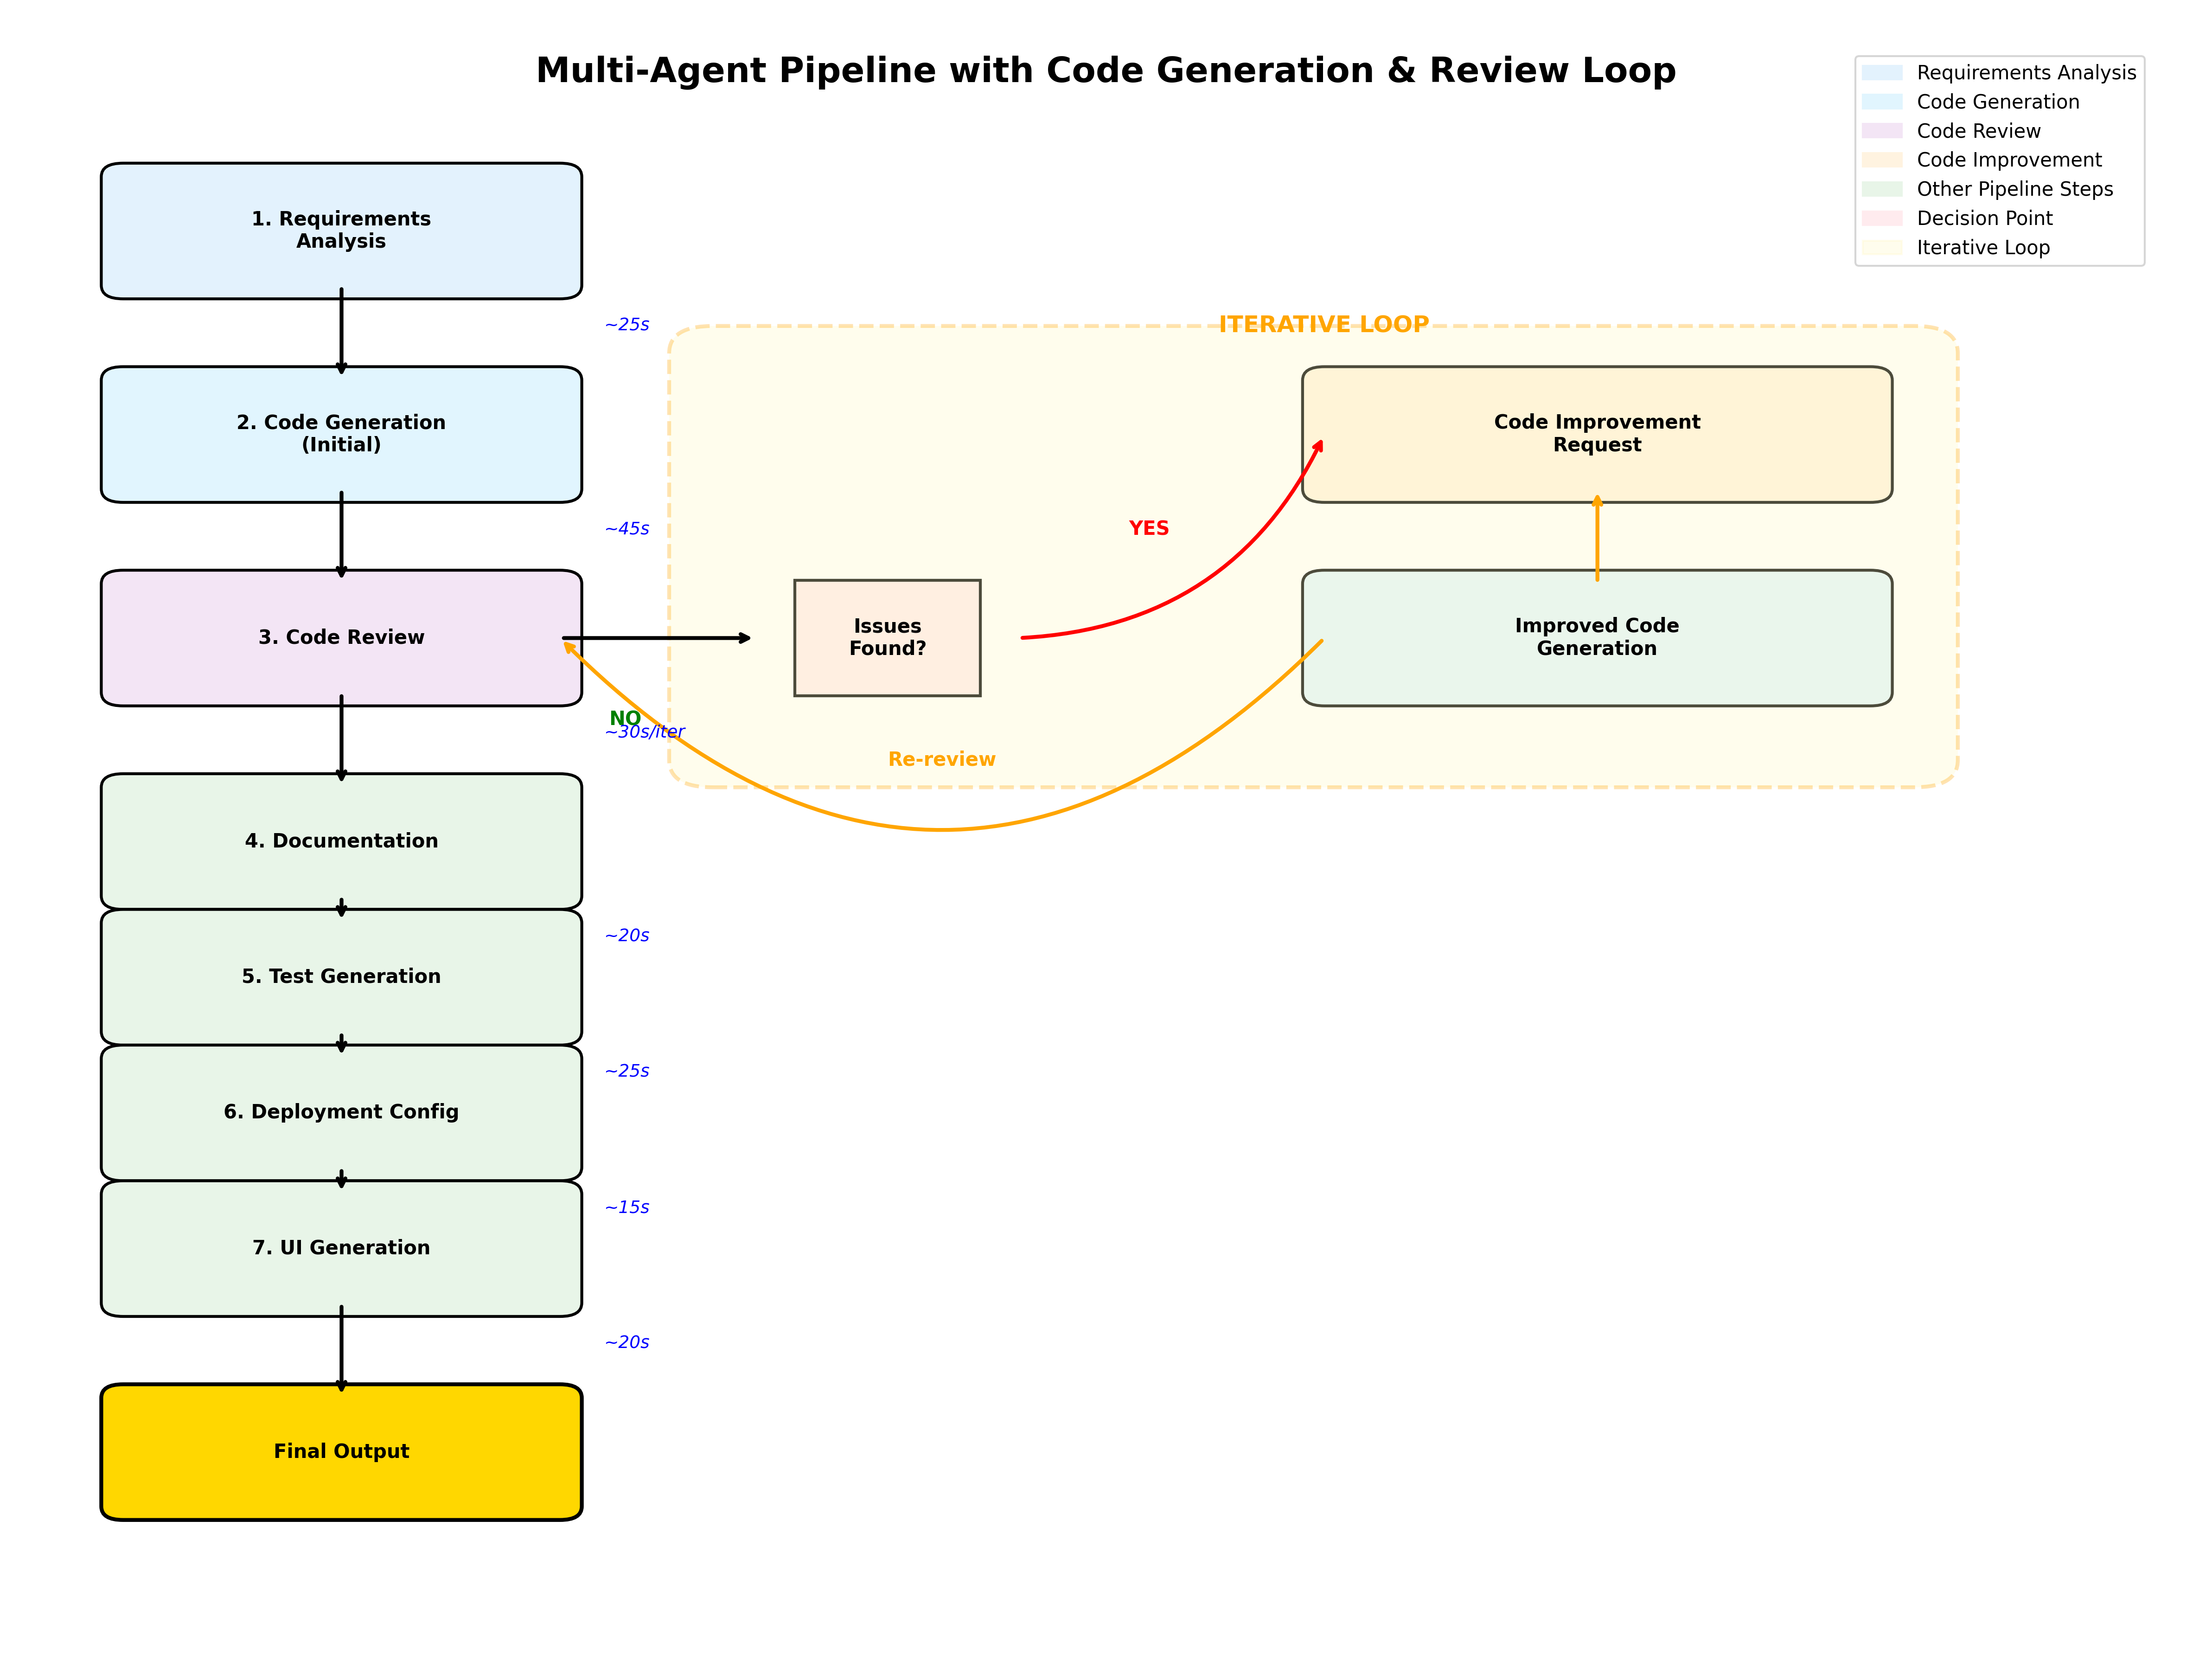 Multi-Agent Pipeline with Code Generation & Review Loop
Requirements Analysis
Code Generation
Code Review
Code Improvement
Other Pipeline Steps
Decision Point
Iterative Loop
1. Requirements
Analysis
~25s
ITERATIVE LOOP
2. Code Generation
(Initial)
Code Improvement
Request
~45s
YES
3. Code Review
Issues
Found?
Improved Code
Generation
NO
~30s/iter
Re-review
4. Documentation
~20s
5. Test Generation
~25s
6. Deployment Config
~15s
7. UI Generation
~20s
Final Output